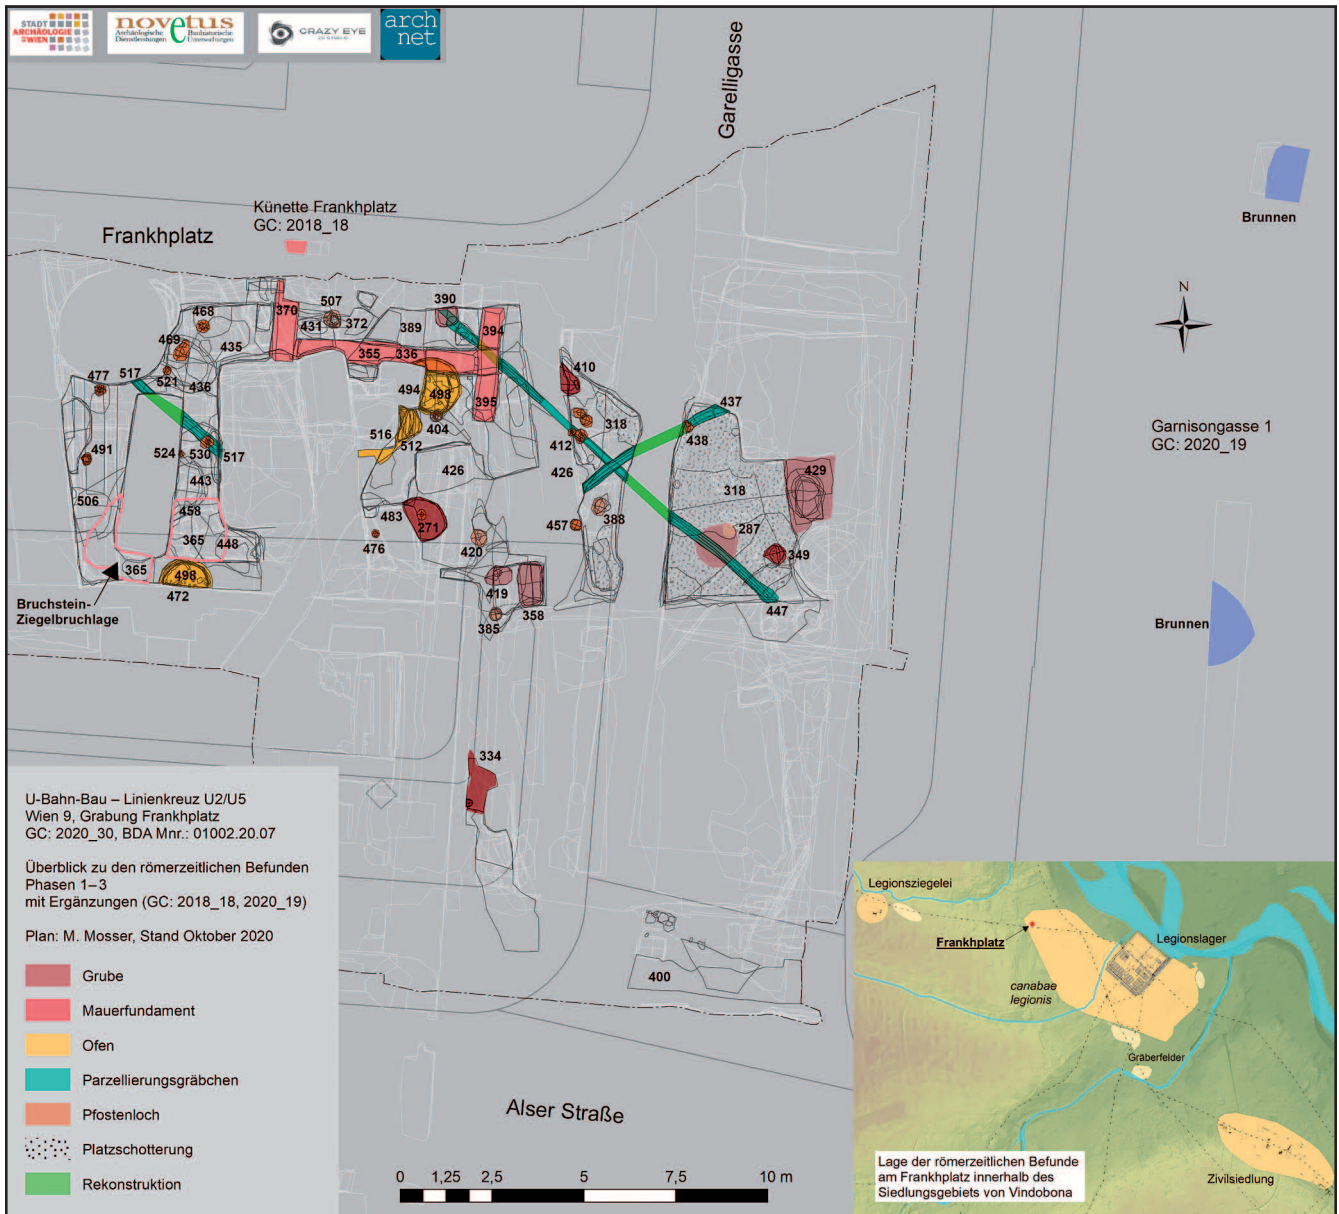 STADT
ARCHÄOLOGIE
WIEN
novetus
Archäologische
Dienstleistungen
Bauhistorische
Untersuchungen
CRAZY EYE
arch
net
Garelligasse
Künette Frankhplatz
GC: 2018_18
Frankhplatz
Brunnen
N
Garnisongasse 1
GC: 2020_19
Brunnen
468
370
507
431
372
390
389
394
469
435
355
336
410
477
517
521
436
494
498
395
437
404
318
438
516
512
412
491
524
530
517
426
426
318
429
443
506
458
483
271
457
388
287
365
448
476
420
349
365
498
472
419
358
385
447
Bruchstein-
Ziegelbruchlage
334
400
U-Bahn-Bau – Linienkreuz U2/U5
Wien 9, Grabung Frankhplatz
GC: 2020_30, BDA Mnr.: 01002.20.07
Überblick zu den römerzeitlichen Befunden
Phasen 1–3
mit Ergänzungen (GC: 2018_18, 2020_19)
Plan: M. Mosser, Stand Oktober 2020
Grube
Mauerfundament
Ofen
Parzellierungsgräbchen
Pfostenloch
Platzschotterung
Rekonstruktion
Alser Straße
0 1,25 2,5 5 7,5 10 m
Legionsziegelei
Frankhplatz
Legionslager
canabae
legionis
Gräberfelder
Zivilsiedlung
Lage der römerzeitlichen Befunde
am Frankhplatz innerhalb des
Siedlungsgebiets von Vindobona